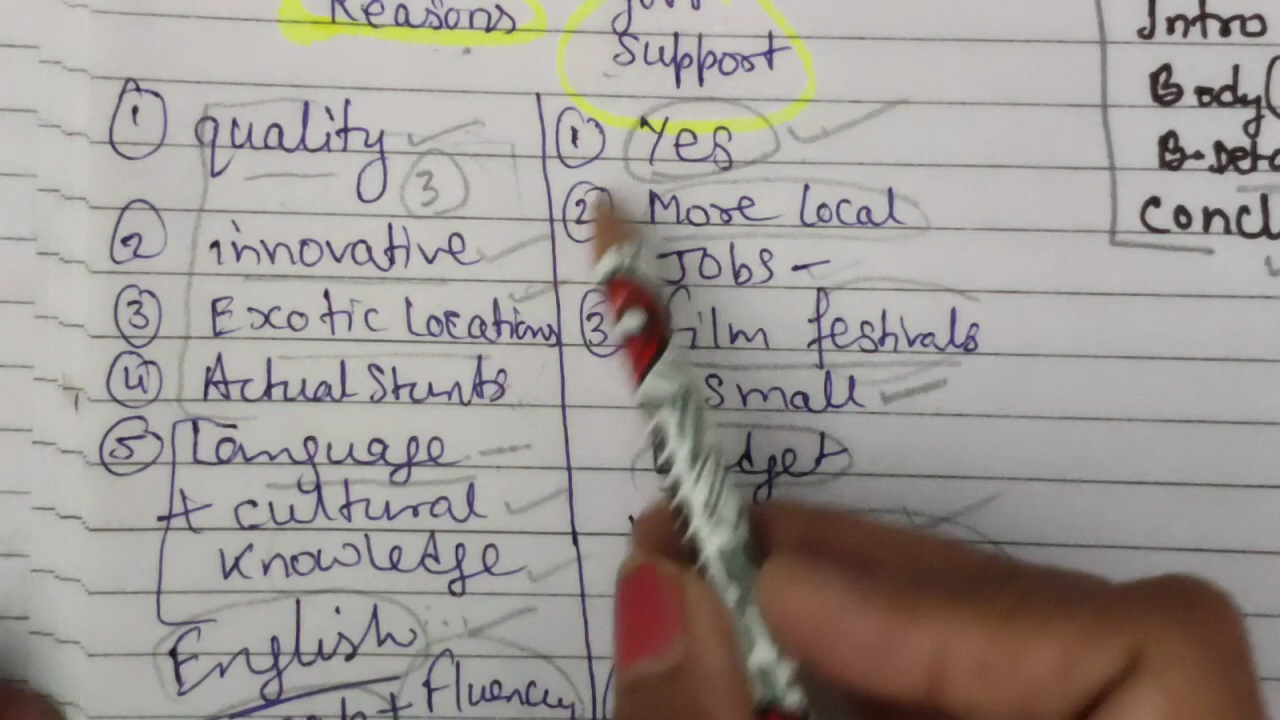 Reasons
Support
① quality
③
② innovative
③ Exotic Locations
④ Actual Stunts
⑤ Language
+ cultural
knowledge
English
fluency
① Yes
② More local
Jobs -
③ film festivals
small
Intro
Body(
Concl